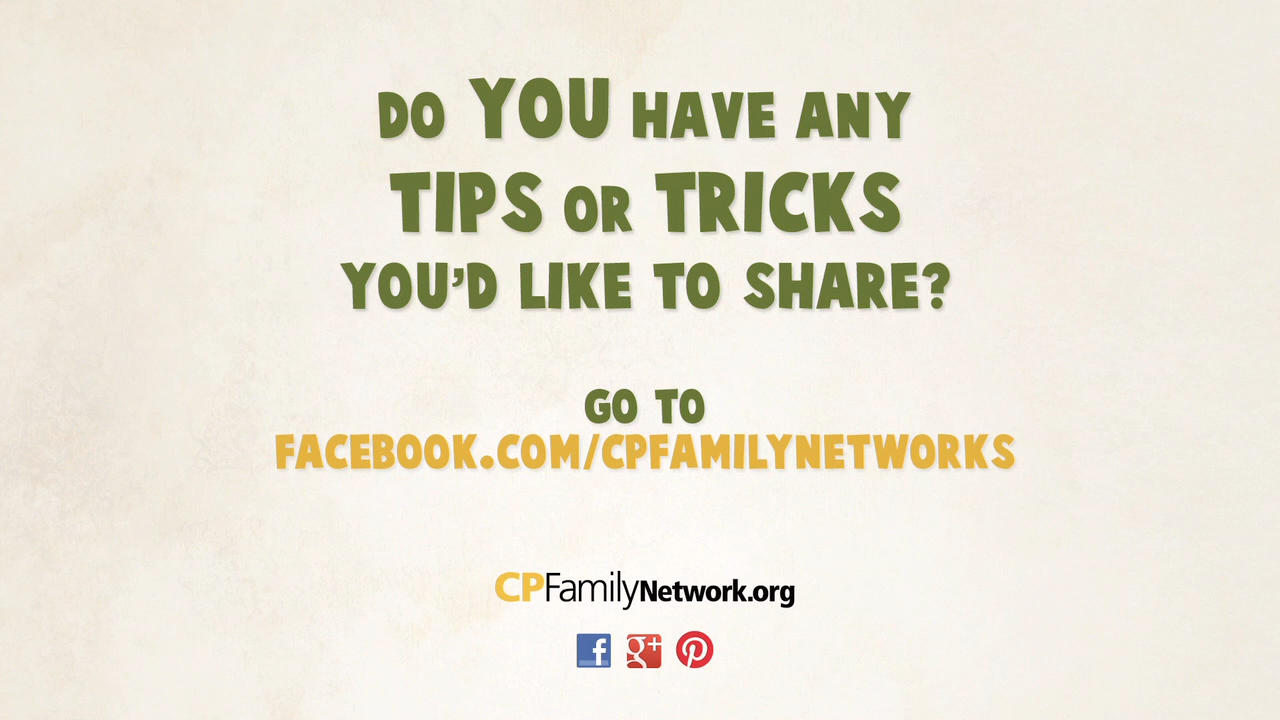 DO YOU HAVE ANY
TIPS OR TRICKS
YOU'D LIKE TO SHARE?
GO TO
FACEBOOK.COM/CPFAMILYNETWORKS
CPFamilyNetwork.org
f g+ P